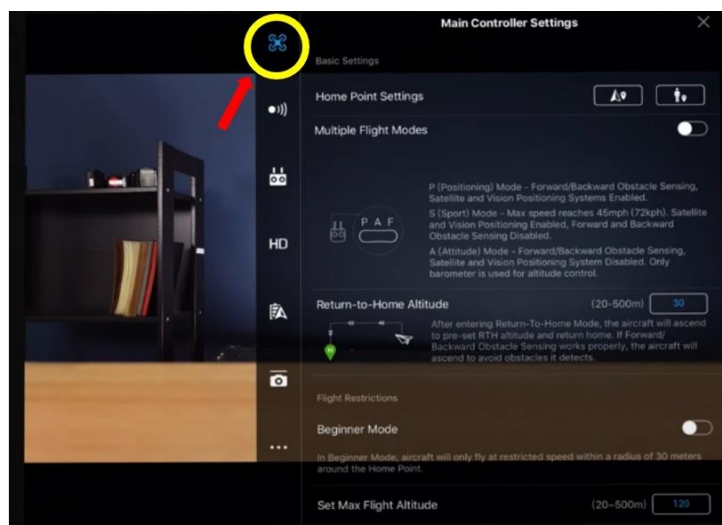 Main Controller Settings
Basic Settings
Home Point Settings
Multiple Flight Modes
P (Positioning) Mode - Forward/Backward Obstacle Sensing,
Satellite and Vision Positioning Systems Enabled.
S (Sport) Mode - Max speed reaches 45mph (72kph). Satellite
and Vision Positioning Enabled, Forward and Backward
Obstacle Sensing Disabled.
A (Attitude) Mode - Forward/Backward Obstacle Sensing,
Satellite and Vision Positioning System Disabled. Only
barometer is used for altitude control.
P A F
HD
Return-to-Home Altitude (20-500m) 30
After entering Return-To-Home Mode, the aircraft will ascend
to pre-set RTH altitude and return home. If Forward/
Backward Obstacle Sensing works properly, the aircraft will
ascend to avoid obstacles it detects.
H
Flight Restrictions
Beginner Mode
In Beginner Mode, aircraft will only fly at restricted speed within a radius of 30 meters
around the Home Point.
Set Max Flight Altitude (20-500m) 120